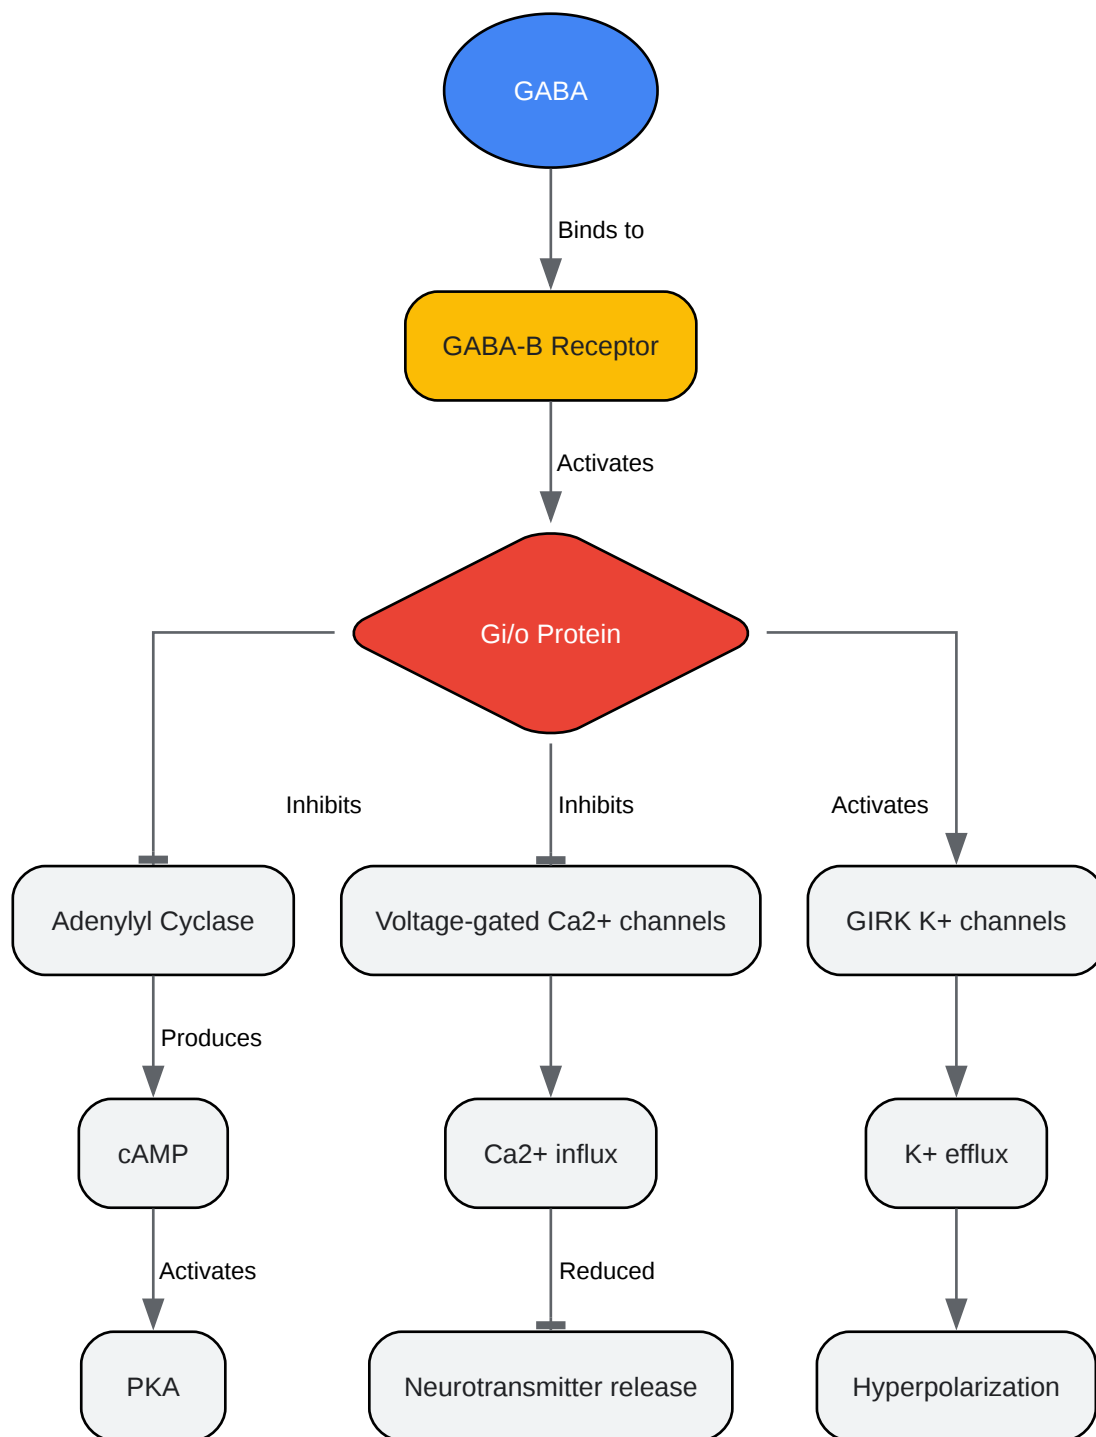 GABA
Binds to
GABA-B Receptor
Activates
Gi/o Protein
Inhibits
Inhibits
Activates
Adenylyl Cyclase
Voltage-gated Ca2+ channels
GIRK K+ channels
Produces
cAMP
Ca2+ influx
K+ efflux
Activates
Reduced
PKA
Neurotransmitter release
Hyperpolarization